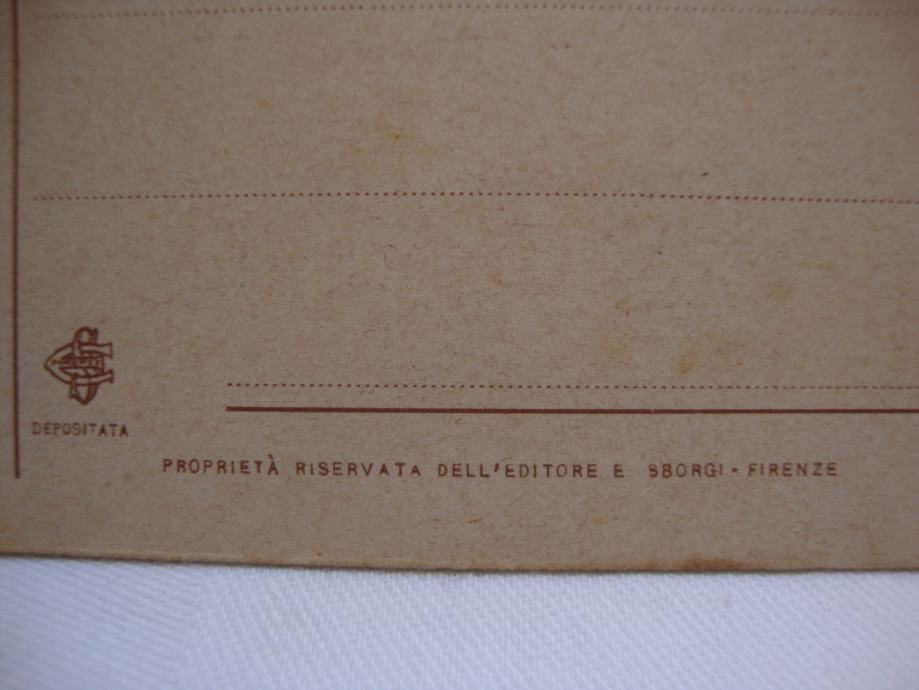 DEPOSITATA
PROPRIETÀ RISERVATA DELL'EDITORE E SBORGI - FIRENZE